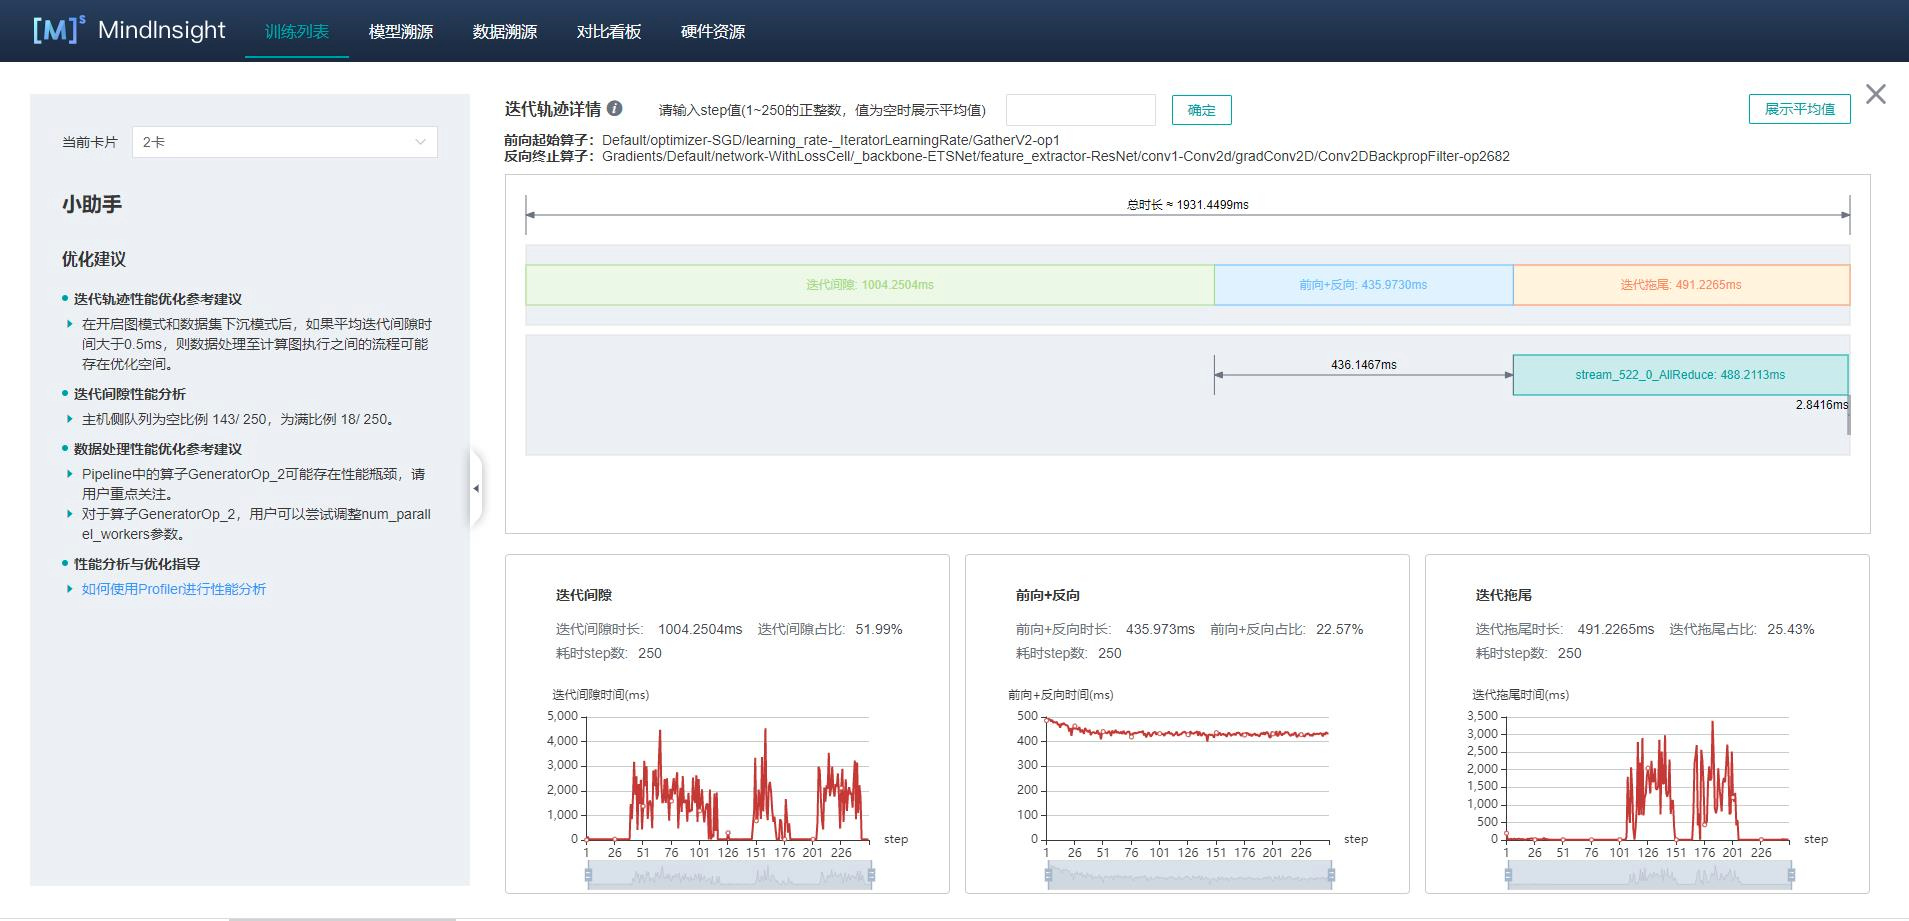 [M]s MindInsight 训练列表 模型溯源 数据溯源 对比看板 硬件资源
当前卡片 2卡
小助手
优化建议
迭代轨迹性能优化参考建议
在开启图模式和数据集下沉模式后，如果平均迭代间隙时
间大于0.5ms，则数据处理至计算图执行之间的流程可能
存在优化空间。
迭代间隙性能分析
主机侧队列为空比例 143/ 250，为满比例 18/ 250。
数据处理性能优化参考建议
Pipeline中的算子GeneratorOp_2可能存在性能瓶颈，请
用户重点关注。
对于算子GeneratorOp_2，用户可以尝试调整num_parall
el_workers参数。
性能分析与优化指导
如何使用Profiler进行性能分析
迭代轨迹详情 i 请输入step值(1~250的正整数，值为空时展示平均值) 确定 展示平均值
前向起始算子：Default/optimizer-SGD/learning_rate-_IteratorLearningRate/GatherV2-op1
反向终止算子：Gradients/Default/network-WithLossCell/_backbone-ETSNet/feature_extractor-ResNet/conv1-Conv2d/gradConv2D/Conv2DBackpropFilter-op2682
总时长 ≈ 1931.4499ms
迭代间隙: 1004.2504ms 前向+反向: 435.9730ms 迭代拖尾: 491.2265ms
436.1467ms stream_522_0_AllReduce: 488.2113ms
2.8416ms
迭代间隙
迭代间隙时长: 1004.2504ms 迭代间隙占比: 51.99%
耗时step数: 250
迭代间隙时间(ms)
5,000
4,000
3,000
2,000
1,000
0
1 26 51 76 101 126 151 176 201 226 step
前向+反向
前向+反向时长: 435.973ms 前向+反向占比: 22.57%
耗时step数: 250
前向+反向时间(ms)
500
400
300
200
100
0
1 26 51 76 101 126 151 176 201 226 step
迭代拖尾
迭代拖尾时长: 491.2265ms 迭代拖尾占比: 25.43%
耗时step数: 250
迭代拖尾时间(ms)
3,500
3,000
2,500
2,000
1,500
1,000
500
0
1 26 51 76 101 126 151 176 201 226 step